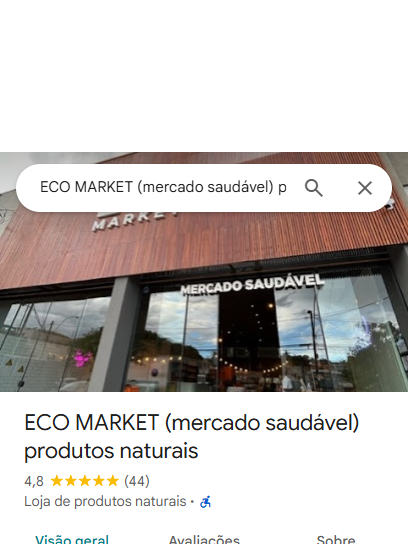 ECO MARKET (mercado saudável) p
MARKET
MERCADO SAUDÁVEL
ECO MARKET (mercado saudável)
produtos naturais
4,8 (44)
Loja de produtos naturais ·
Visão geral Avaliações Sobre